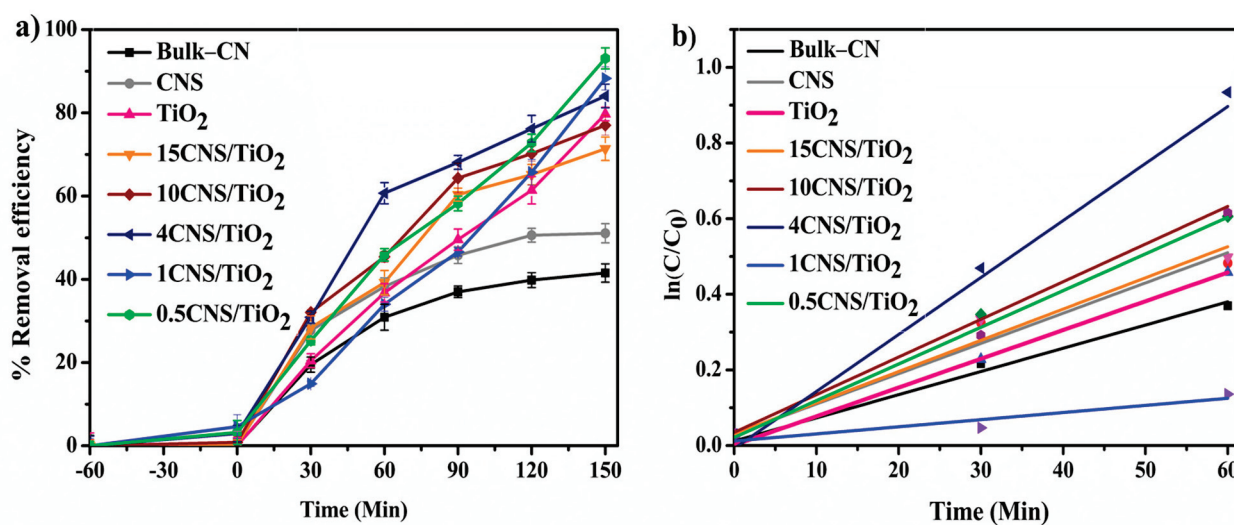 a)
% Removal efficiency
100
80
60
40
20
0
Bulk–CN
CNS
TiO₂
15CNS/TiO₂
10CNS/TiO₂
4CNS/TiO₂
1CNS/TiO₂
0.5CNS/TiO₂
-60 -30 0 30 60 90 120 150
Time (Min)
b)
ln(C/C₀)
1.0
0.8
0.6
0.4
0.2
0.0
Bulk–CN
CNS
TiO₂
15CNS/TiO₂
10CNS/TiO₂
4CNS/TiO₂
1CNS/TiO₂
0.5CNS/TiO₂
0 10 20 30 40 50 60
Time (Min)